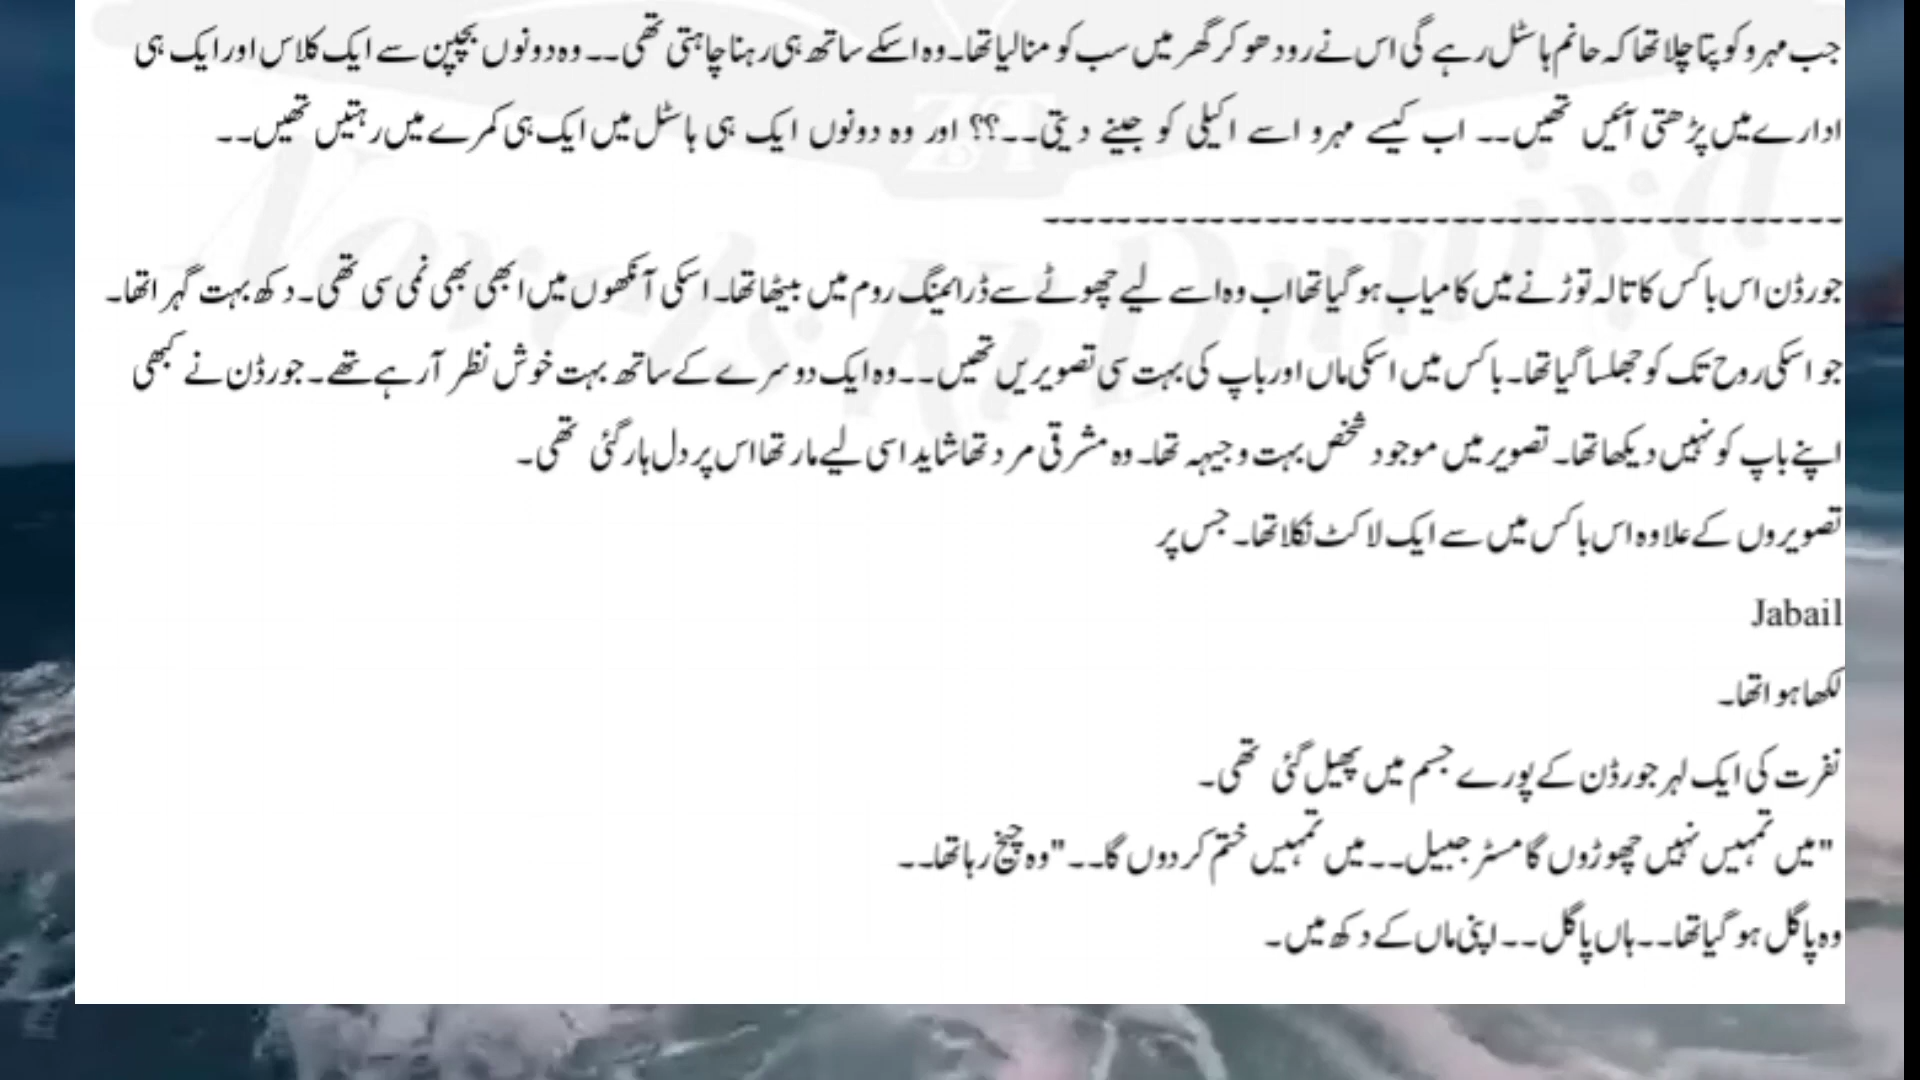 جب مہرو کو پتا چلا تھا کہ حانم ہاسٹل رہے گی اس نے رو دھو کر گھر میں سب کو منا لیا تھا۔ وہ اسکے ساتھ ہی رہنا چاہتی تھی۔۔ وہ دونوں بچپن سے ایک کلاس اور ایک ہی
ادارے میں پڑھتی آئیں تھیں۔۔ اب کیسے مہرو اسے اکیلی کو جینے دیتی۔۔؟؟ اور وہ دونوں ایک ہی ہاسٹل میں ایک ہی کمرے میں رہتیں تھیں۔۔
----------------------------------------
جورڈن اس باکس کا تالہ توڑنے میں کامیاب ہو گیا تھا اب وہ اسے لیے چھوٹے سے ڈرائینگ روم میں بیٹھا تھا۔ اسکی آنکھوں میں ابھی بھی نمی سی تھی۔ دکھ بہت گہرا تھا۔
جو اسکی روح تک کو جھلسا گیا تھا۔ باکس میں اسکی ماں اور باپ کی بہت سی تصویریں تھیں۔۔ وہ ایک دوسرے کے ساتھ بہت خوش نظر آرہے تھے۔ جورڈن نے کبھی
اپنے باپ کو نہیں دیکھا تھا۔ تصویر میں موجود شخص بہت وجیہہ تھا۔ وہ مشرقی مرد تھا شاید اسی لیے مارتھا اس پر دل ہار گئی تھی۔
تصویروں کے علاوہ اس باکس میں سے ایک لاکٹ نکلا تھا۔ جس پر
Jabail
لکھا ہوا تھا۔
نفرت کی ایک لہر جورڈن کے پورے جسم میں پھیل گئی تھی۔
"میں تمہیں نہیں چھوڑوں گا مسٹر جبیل۔۔ میں تمہیں ختم کر دوں گا۔۔" وہ چیخ رہا تھا۔۔
وہ پاگل ہو گیا تھا۔۔ ہاں پاگل۔۔ اپنی ماں کے دکھ میں۔
Novels Ki Duniya